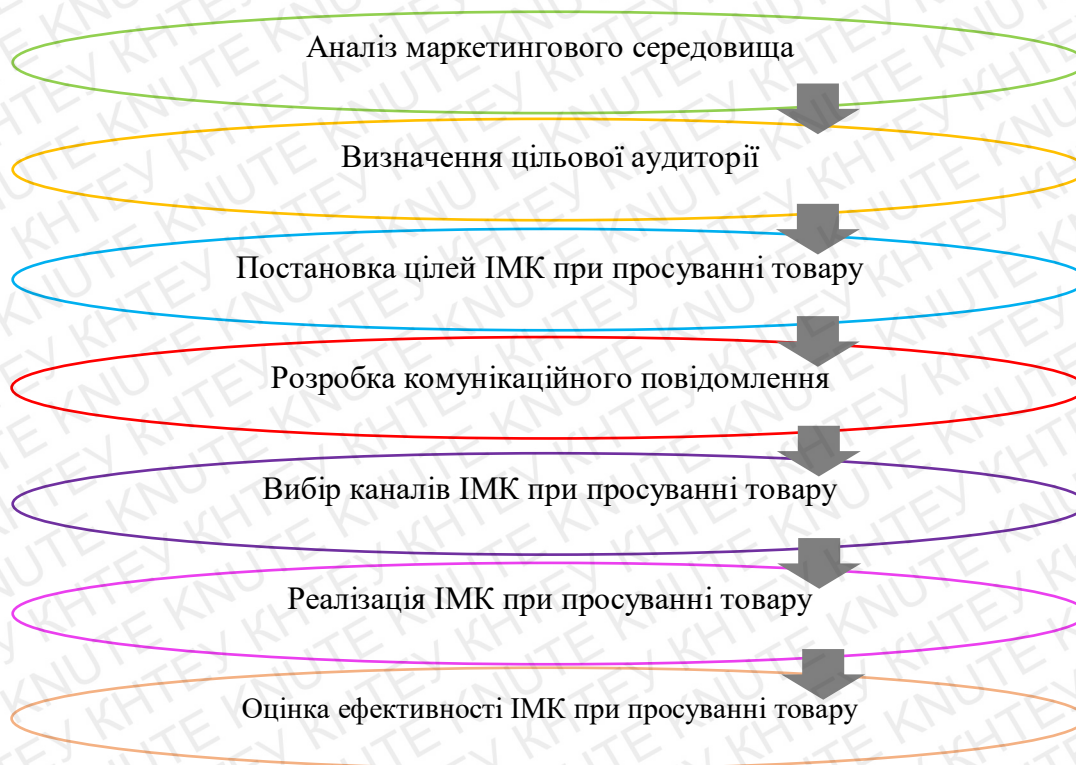 Аналіз маркетингового середовища
Визначення цільової аудиторії
Постановка цілей ІМК при просуванні товару
Розробка комунікаційного повідомлення
Вибір каналів ІМК при просуванні товару
Реалізація ІМК при просуванні товару
Оцінка ефективності ІМК при просуванні товару